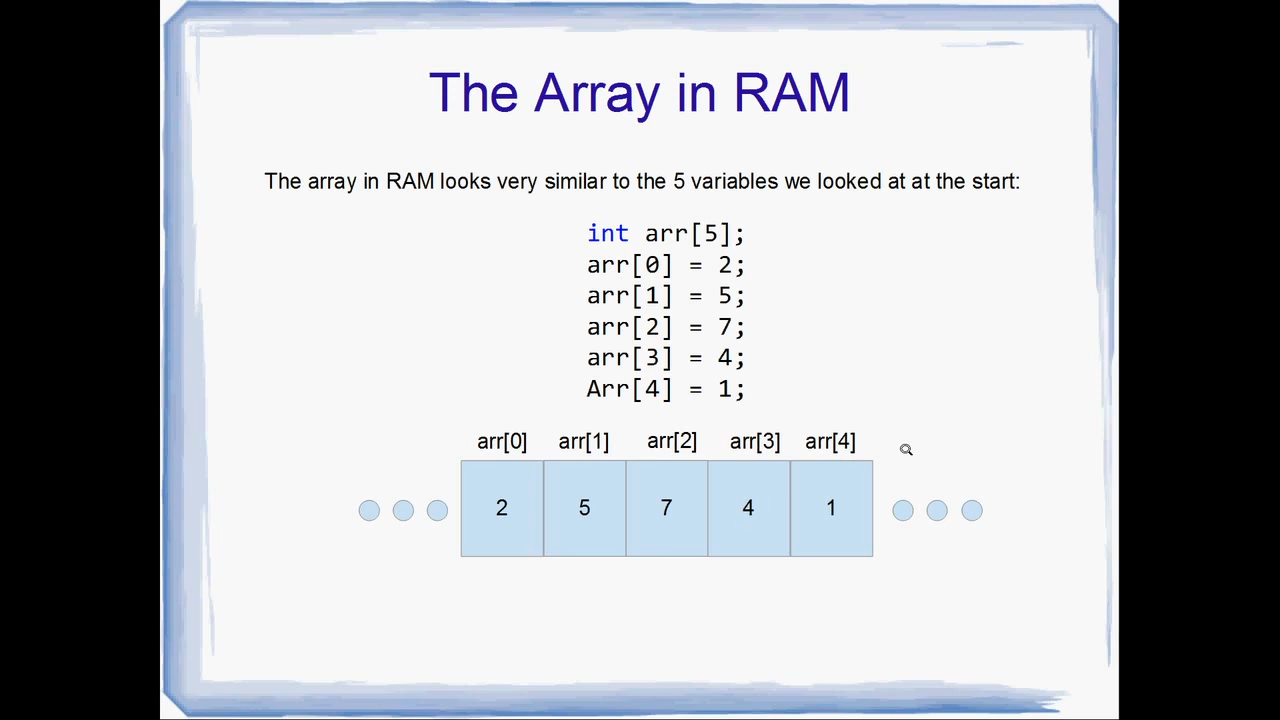 The Array in RAM
The array in RAM looks very similar to the 5 variables we looked at at the start:
int arr[5];
arr[0] = 2;
arr[1] = 5;
arr[2] = 7;
arr[3] = 4;
Arr[4] = 1;
arr[0] arr[1] arr[2] arr[3] arr[4]
2 5 7 4 1